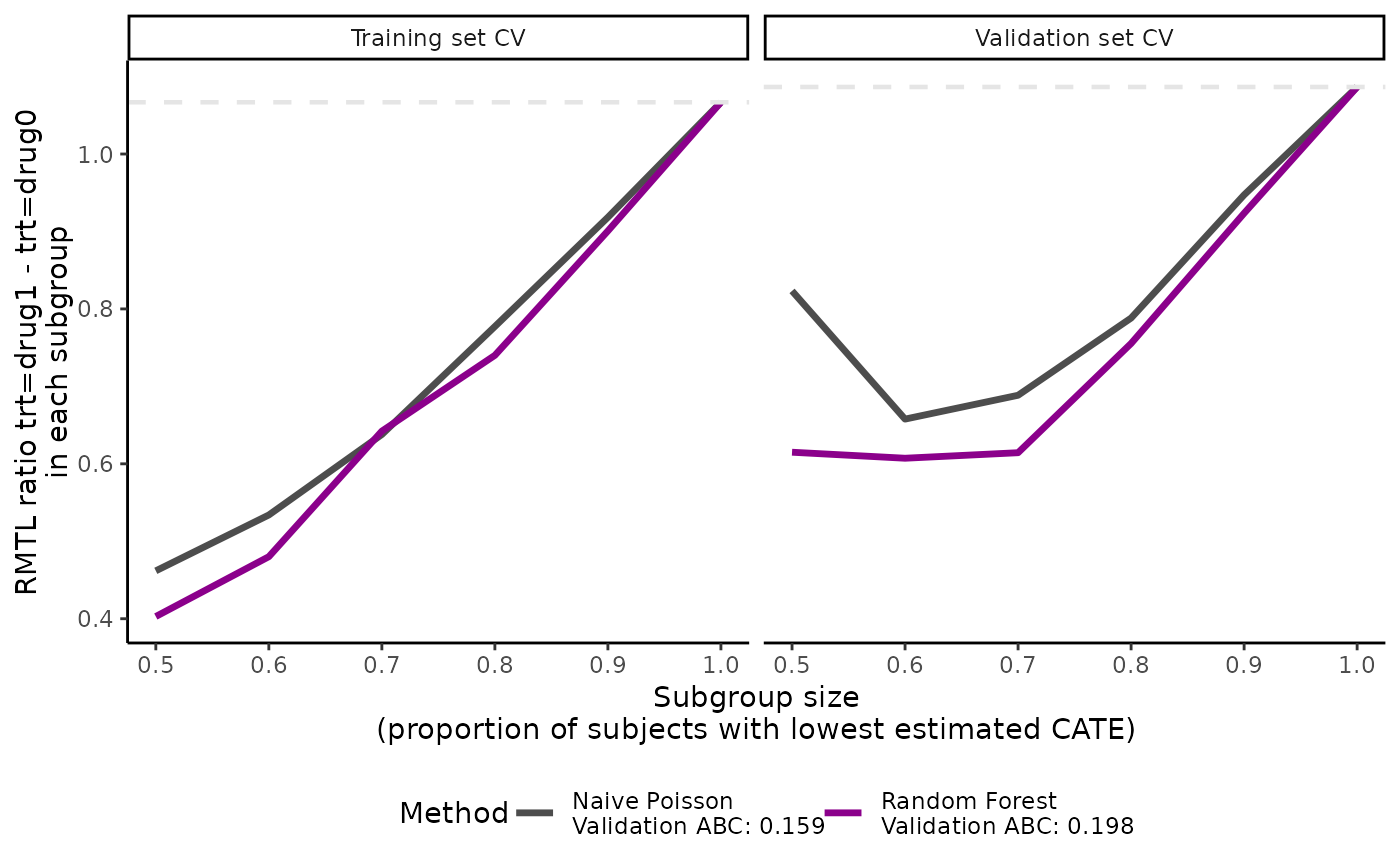 Training set CV
Validation set CV
RMTL ratio trt=drug1 - trt=drug0
in each subgroup
1.0
0.8
0.6
0.4
0.5 0.6 0.7 0.8 0.9 1.0
0.5 0.6 0.7 0.8 0.9 1.0
Subgroup size
(proportion of subjects with lowest estimated CATE)
Method
Naive Poisson
Validation ABC: 0.159
Random Forest
Validation ABC: 0.198